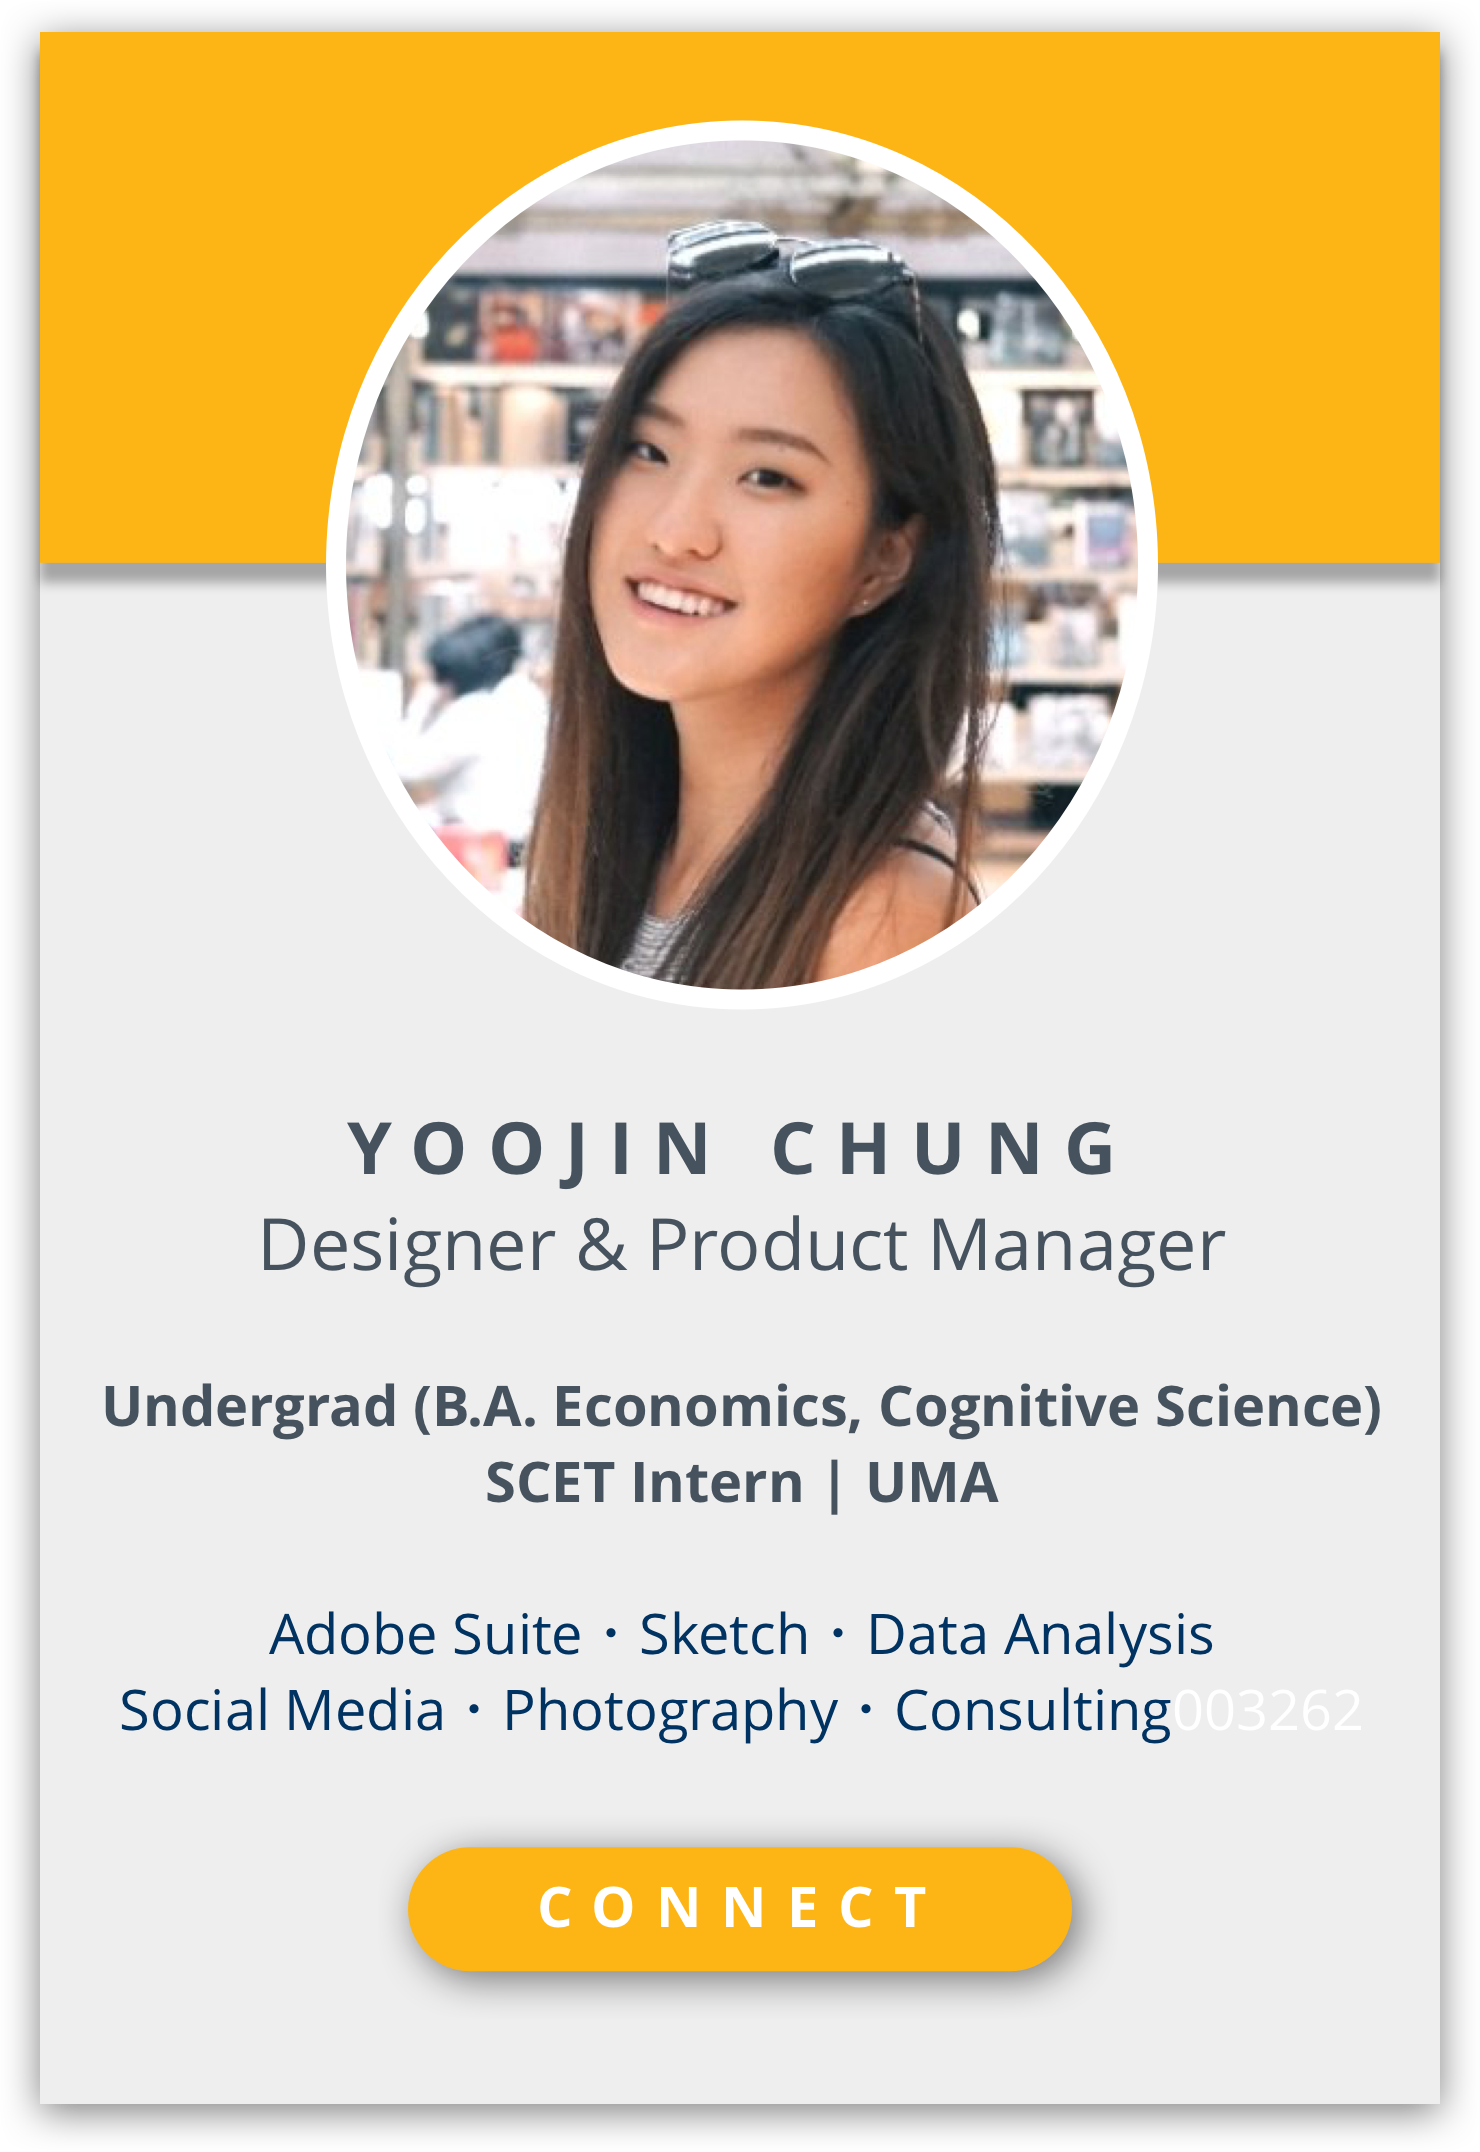 YOOJIN CHUNG
Designer & Product Manager
Undergrad (B.A. Economics, Cognitive Science)
SCET Intern | UMA
Adobe Suite · Sketch · Data Analysis
Social Media · Photography · Consulting003262
CONNECT